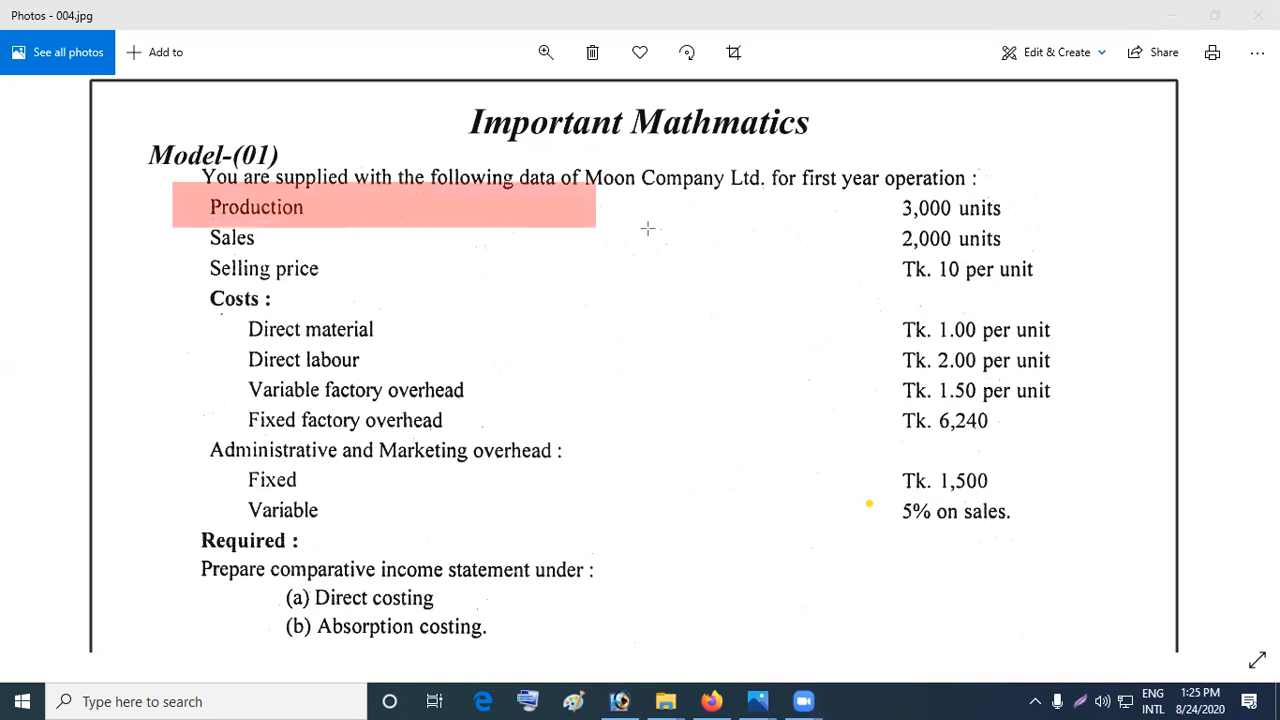 Photos - 004.jpg
See all photos
Add to
Edit & Create
Share
Important Mathmatics
Model-(01)
You are supplied with the following data of Moon Company Ltd. for first year operation :
Production 3,000 units
Sales 2,000 units
Selling price Tk. 10 per unit
Costs :
Direct material Tk. 1.00 per unit
Direct labour Tk. 2.00 per unit
Variable factory overhead Tk. 1.50 per unit
Fixed factory overhead Tk. 6,240
Administrative and Marketing overhead :
Fixed Tk. 1,500
Variable 5% on sales.
Required :
Prepare comparative income statement under :
(a) Direct costing
(b) Absorption costing.
Type here to search
ENG
INTL
1:25 PM
8/24/2020